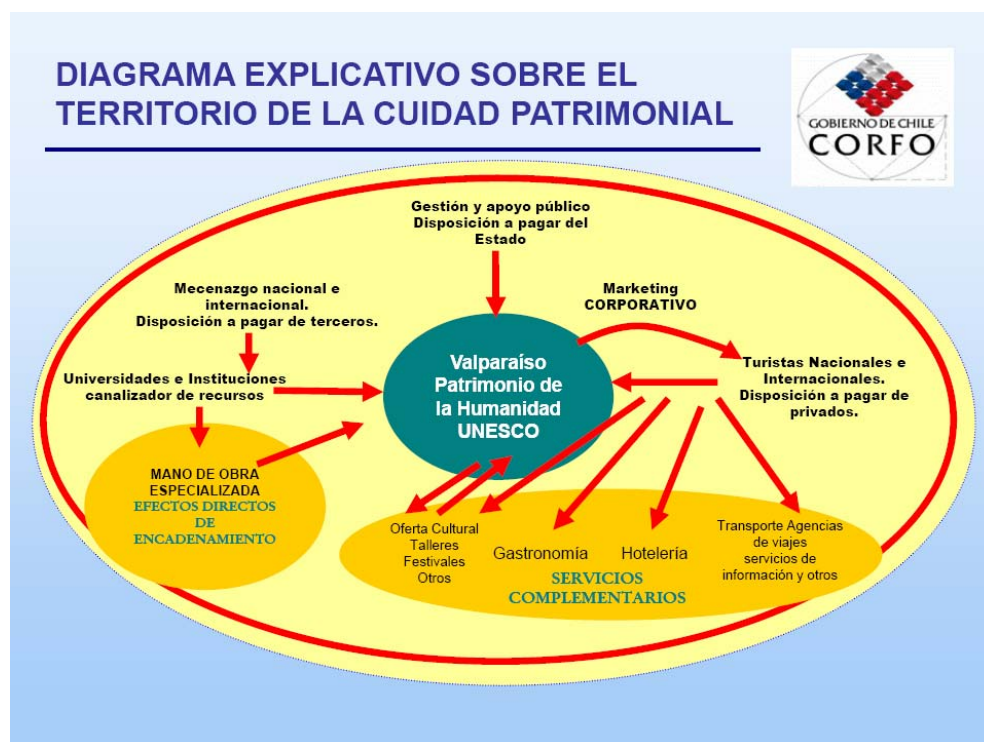 DIAGRAMA EXPLICATIVO SOBRE EL
TERRITORIO DE LA CUIDAD PATRIMONIAL
GOBIERNO DE CHILE
CORFO
Gestión y apoyo público
Disposición a pagar del
Estado
Mecenazgo nacional e
internacional.
Disposición a pagar de terceros.
Marketing
CORPORATIVO
Universidades e Instituciones
canalizador de recursos
Valparaíso
Patrimonio de
la Humanidad
UNESCO
Turistas Nacionales e
Internacionales.
Disposición a pagar de
privados.
MANO DE OBRA
ESPECIALIZADA
EFECTOS DIRECTOS
DE
ENCADENAMIENTO
Oferta Cultural
Talleres
Festivales
Otros
Gastronomía
Hotelería
Transporte Agencias
de viajes
servicios de
información y otros
SERVICIOS
COMPLEMENTARIOS